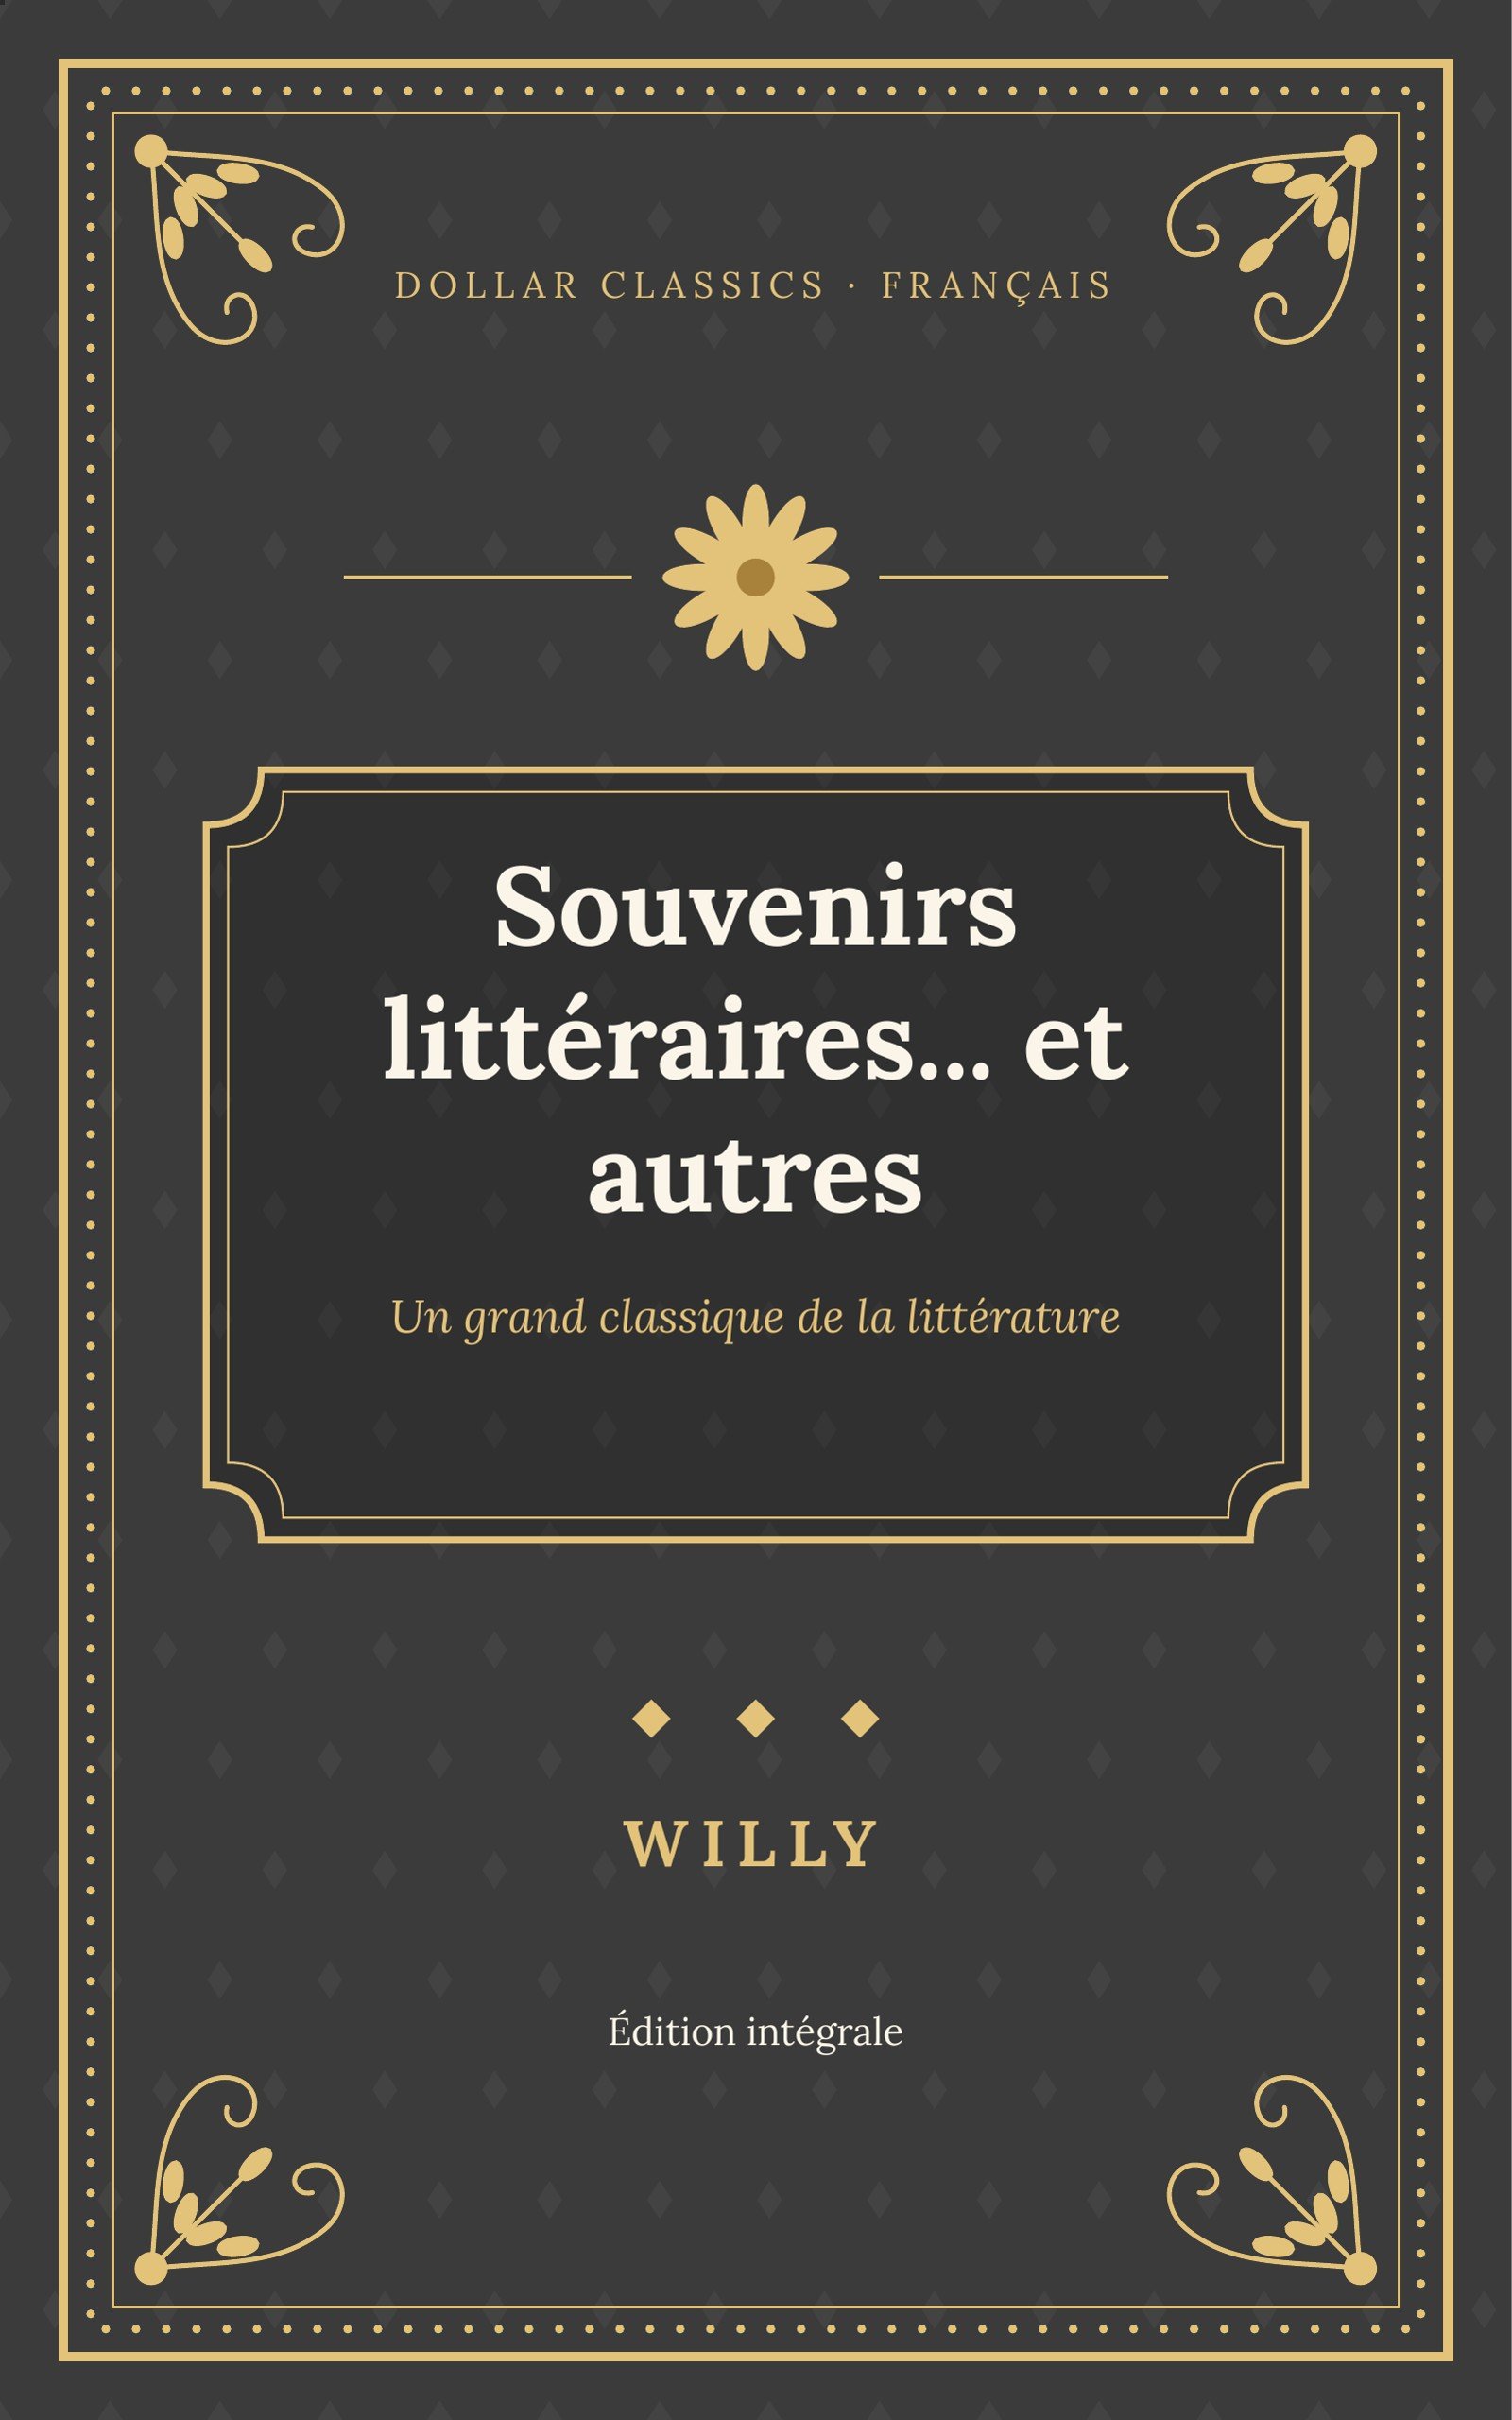 DOLLAR CLASSICS · FRANÇAIS
Souvenirs
littéraires… et
autres
Un grand classique de la littérature
WILLY
Édition intégrale